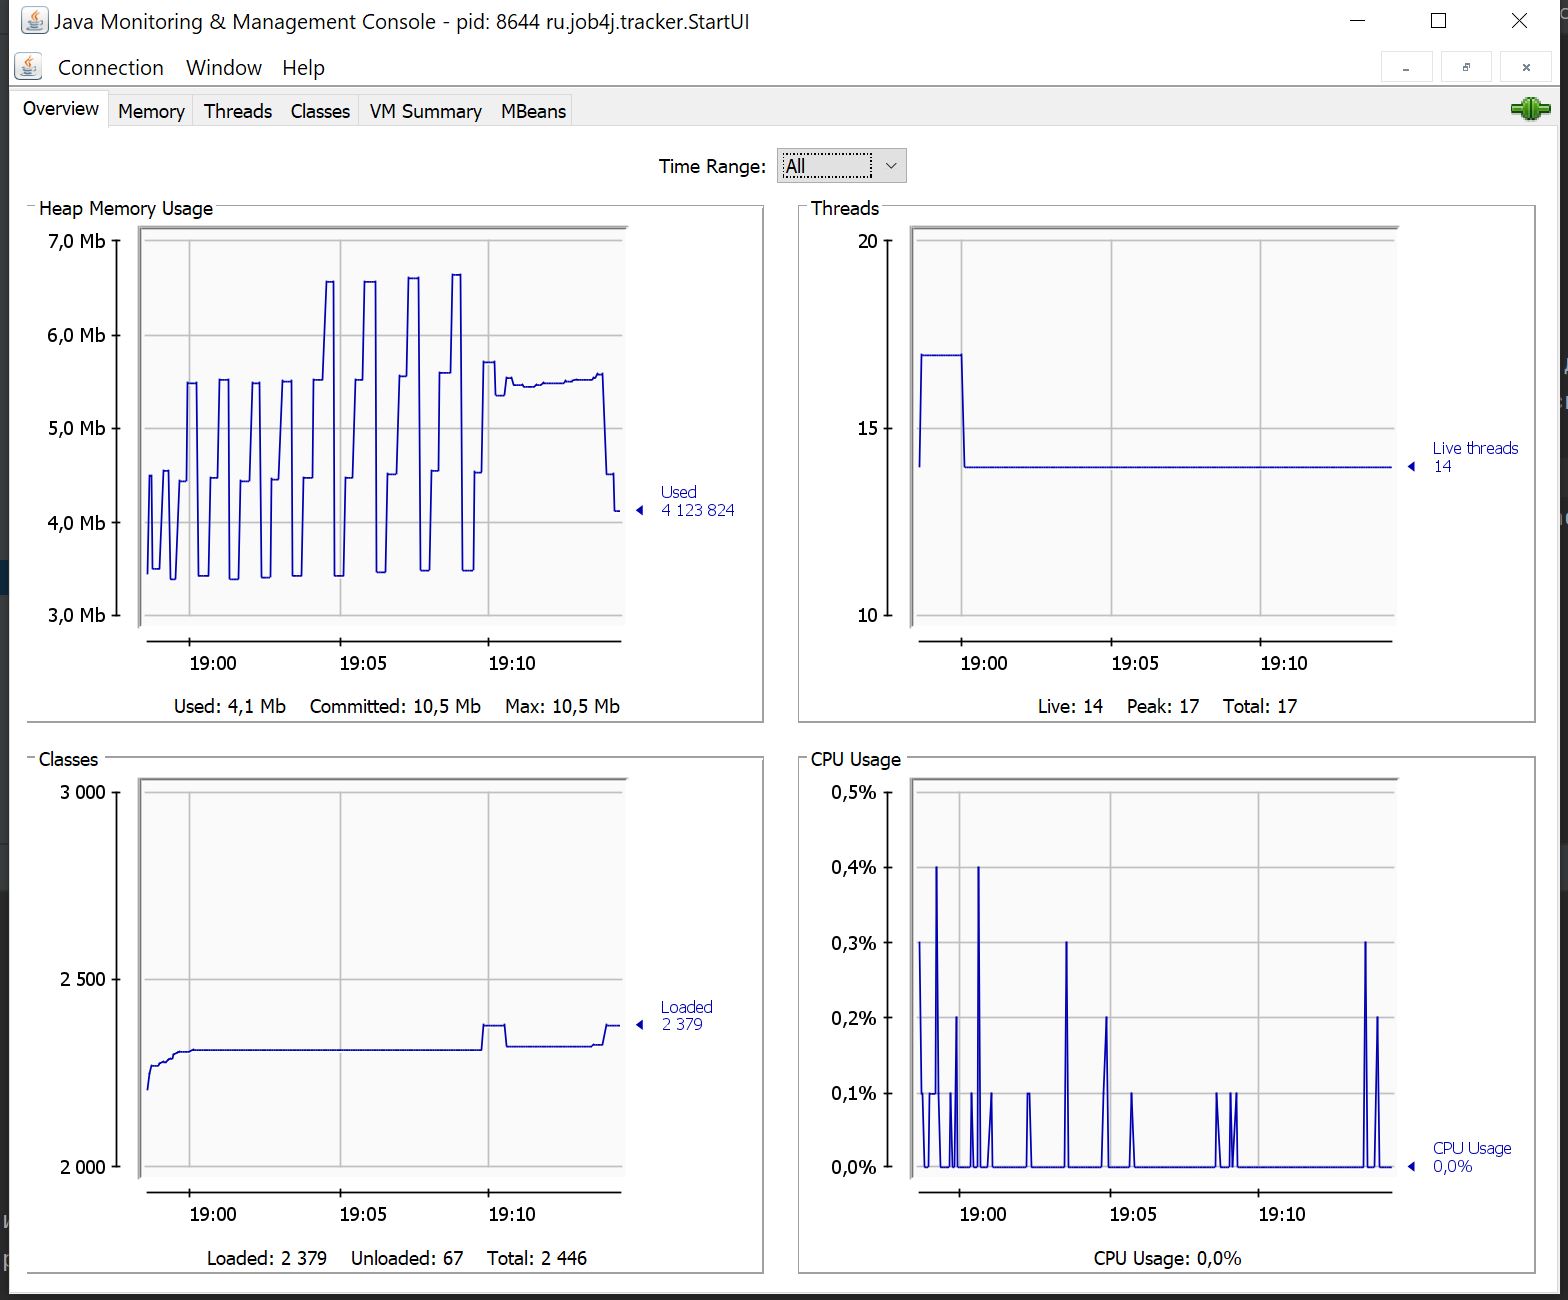 Java Monitoring & Management Console - pid: 8644 ru.job4j.tracker.StartUI
Connection Window Help
Overview Memory Threads Classes VM Summary MBeans
Time Range: All
Heap Memory Usage
7,0 Mb
6,0 Mb
5,0 Mb
4,0 Mb
3,0 Mb
Used
4 123 824
19:00 19:05 19:10
Used: 4,1 Mb Committed: 10,5 Mb Max: 10,5 Mb
Threads
20
15
10
Live threads
14
19:00 19:05 19:10
Live: 14 Peak: 17 Total: 17
Classes
3 000
2 500
2 000
Loaded
2 379
19:00 19:05 19:10
Loaded: 2 379 Unloaded: 67 Total: 2 446
CPU Usage
0,5%
0,4%
0,3%
0,2%
0,1%
0,0%
CPU Usage
0,0%
19:00 19:05 19:10
CPU Usage: 0,0%